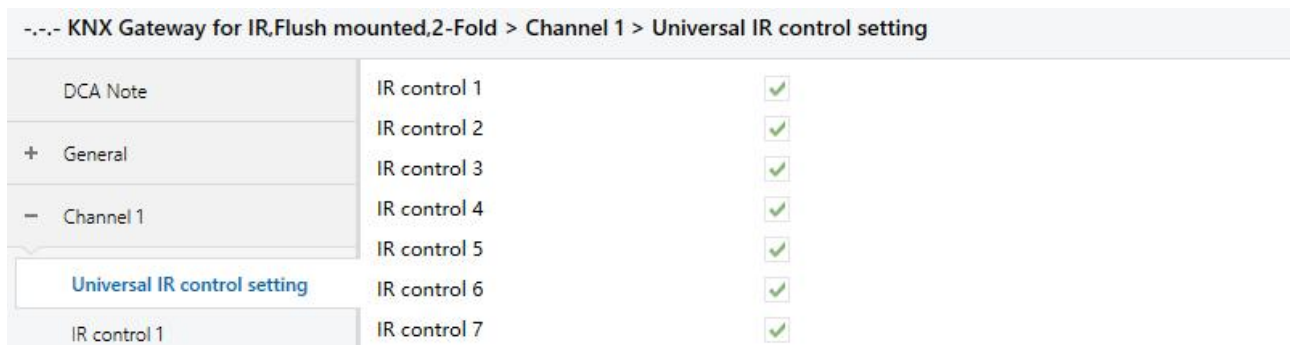 -.-.- KNX Gateway for IR,Flush mounted,2-Fold > Channel 1 > Universal IR control setting
DCA Note
+ General
− Channel 1
Universal IR control setting
IR control 1
IR control 1
IR control 2
IR control 3
IR control 4
IR control 5
IR control 6
IR control 7